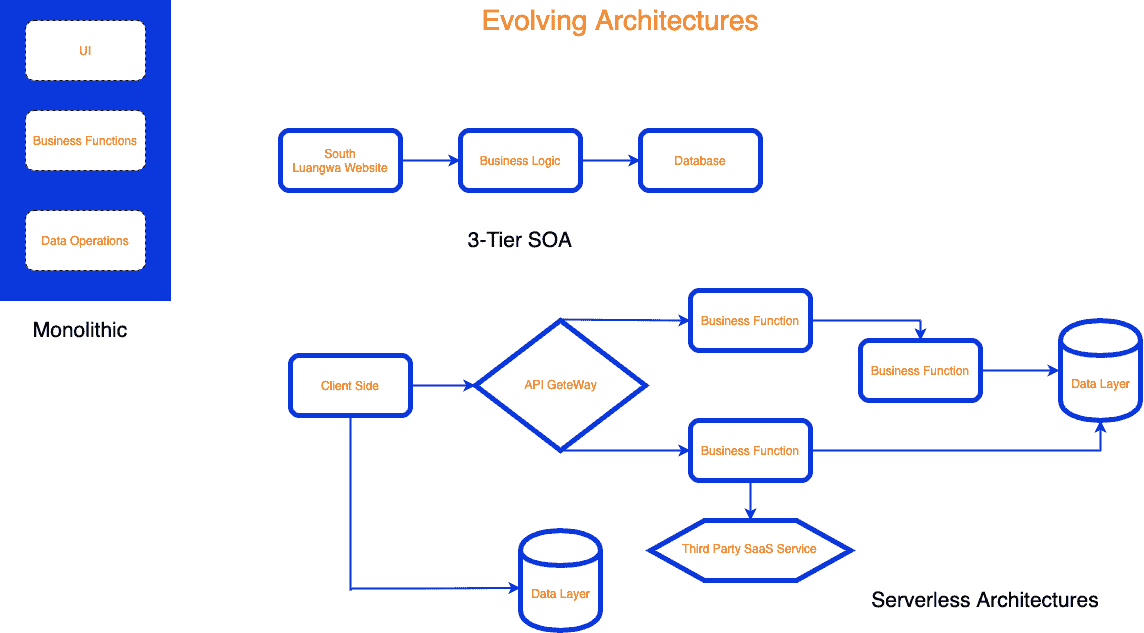 Evolving Architectures
UI
Business Functions
Data Operations
Monolithic
South
Luangwa Website
Business Logic
Database
3-Tier SOA
Client Side
API GeteWay
Business Function
Business Function
Business Function
Data Layer
Third Party SaaS Service
Data Layer
Serverless Architectures